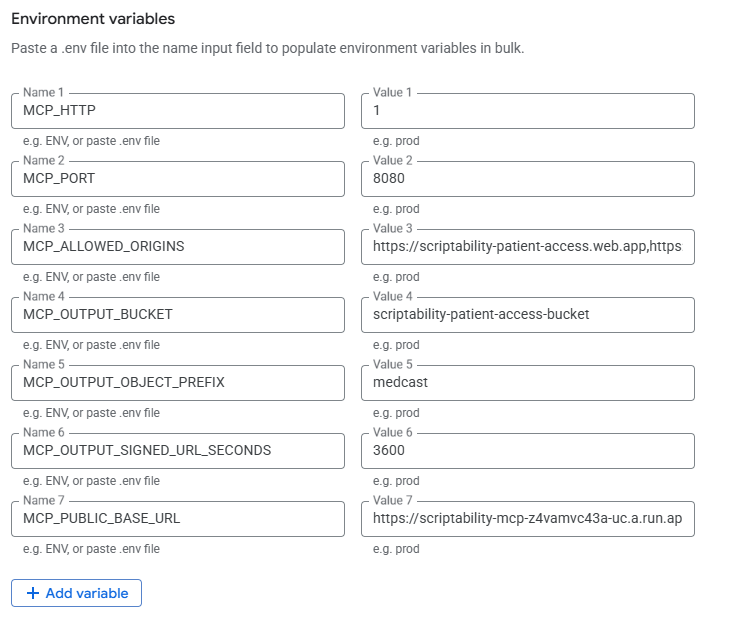 Environment variables
Paste a .env file into the name input field to populate environment variables in bulk.
Name 1
MCP_HTTP
e.g. ENV, or paste .env file
Value 1
1
e.g. prod
Name 2
MCP_PORT
e.g. ENV, or paste .env file
Value 2
8080
e.g. prod
Name 3
MCP_ALLOWED_ORIGINS
e.g. ENV, or paste .env file
Value 3
https://scriptability-patient-access.web.app,https
e.g. prod
Name 4
MCP_OUTPUT_BUCKET
e.g. ENV, or paste .env file
Value 4
scriptability-patient-access-bucket
e.g. prod
Name 5
MCP_OUTPUT_OBJECT_PREFIX
e.g. ENV, or paste .env file
Value 5
medcast
e.g. prod
Name 6
MCP_OUTPUT_SIGNED_URL_SECONDS
e.g. ENV, or paste .env file
Value 6
3600
e.g. prod
Name 7
MCP_PUBLIC_BASE_URL
e.g. ENV, or paste .env file
Value 7
https://scriptability-mcp-z4vamvc43a-uc.a.run.ap
e.g. prod
+ Add variable